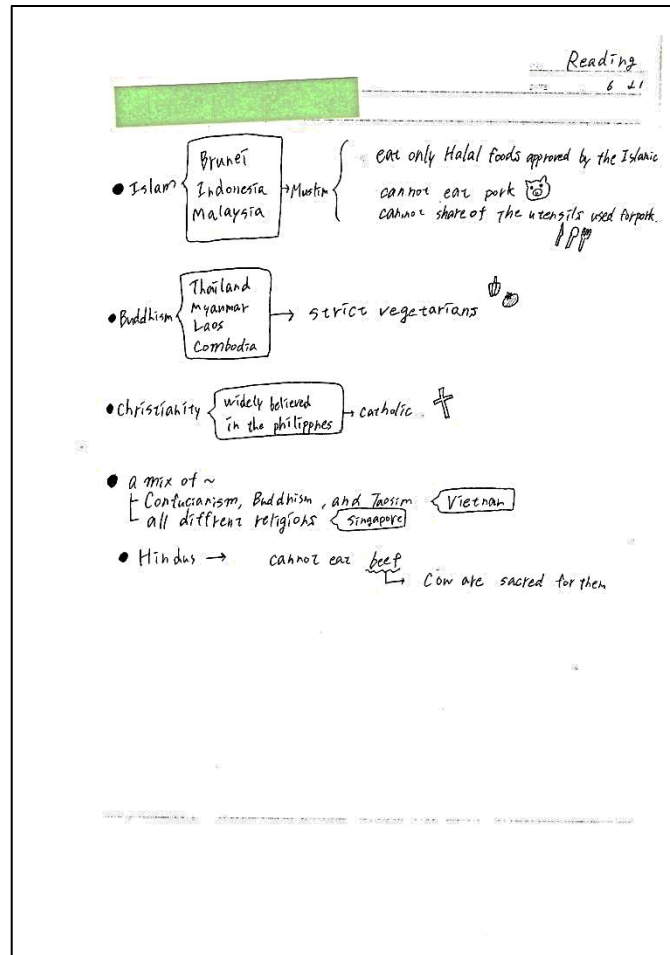 Reading
6 21
● Islam { Brunei
Indonesia
Malaysia → Muslim { eat only Halal foods approved by the Islamic
cannot eat pork
cannot share of the utensils used for pork.
● Buddhism { Thailand
Myanmar
Laos
Combodia → strict vegetarians
● Christianity { widely believed
in the philippnes → catholic
● a mix of ~
Confucianism, Buddhism, and Taosim Vietnam
all diffrent religions Singapore
● Hindus → cannot eat beef
Cow are sacred for them